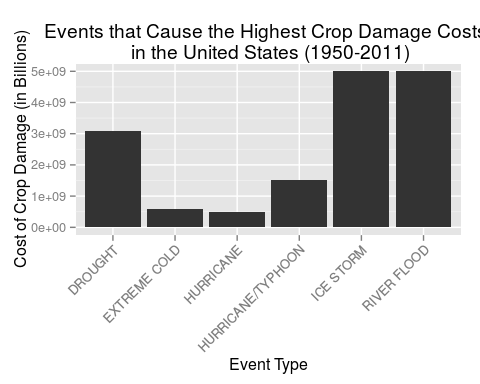 Events that Cause the Highest Crop Damage Costs
in the United States (1950-2011)
Cost of Crop Damage (in Billions)
5e+09
4e+09
3e+09
2e+09
1e+09
0e+00
DROUGHT
EXTREME COLD
HURRICANE
HURRICANE/TYPHOON
ICE STORM
RIVER FLOOD
Event Type